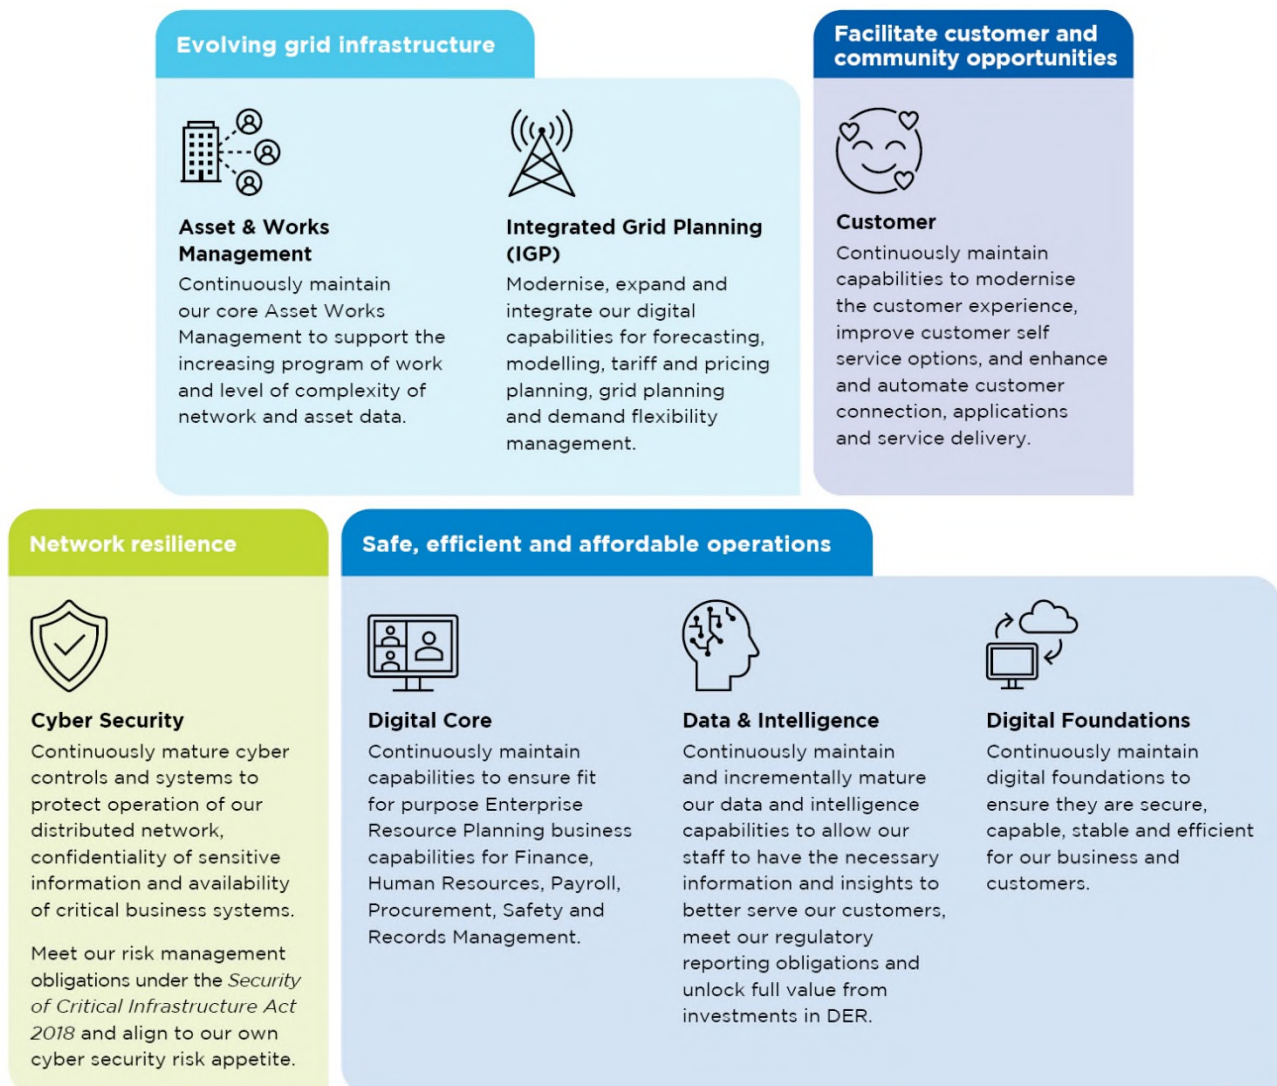 Evolving grid infrastructure
Asset & Works
Management
Continuously maintain
our core Asset Works
Management to support the
increasing program of work
and level of complexity of
network and asset data.
Integrated Grid Planning
(IGP)
Modernise, expand and
integrate our digital
capabilities for forecasting,
modelling, tariff and pricing
planning, grid planning
and demand flexibility
management.
Facilitate customer and
community opportunities
Customer
Continuously maintain
capabilities to modernise
the customer experience,
improve customer self
service options, and enhance
and automate customer
connection, applications
and service delivery.
Network resilience
Cyber Security
Continuously mature cyber
controls and systems to
protect operation of our
distributed network,
confidentiality of sensitive
information and availability
of critical business systems.
Meet our risk management
obligations under the Security
of Critical Infrastructure Act
2018 and align to our own
cyber security risk appetite.
Safe, efficient and affordable operations
Digital Core
Continuously maintain
capabilities to ensure fit
for purpose Enterprise
Resource Planning business
capabilities for Finance,
Human Resources, Payroll,
Procurement, Safety and
Records Management.
Data & Intelligence
Continuously maintain
and incrementally mature
our data and intelligence
capabilities to allow our
staff to have the necessary
information and insights to
better serve our customers,
meet our regulatory
reporting obligations and
unlock full value from
investments in DER.
Digital Foundations
Continuously maintain
digital foundations to
ensure they are secure,
capable, stable and efficient
for our business and
customers.